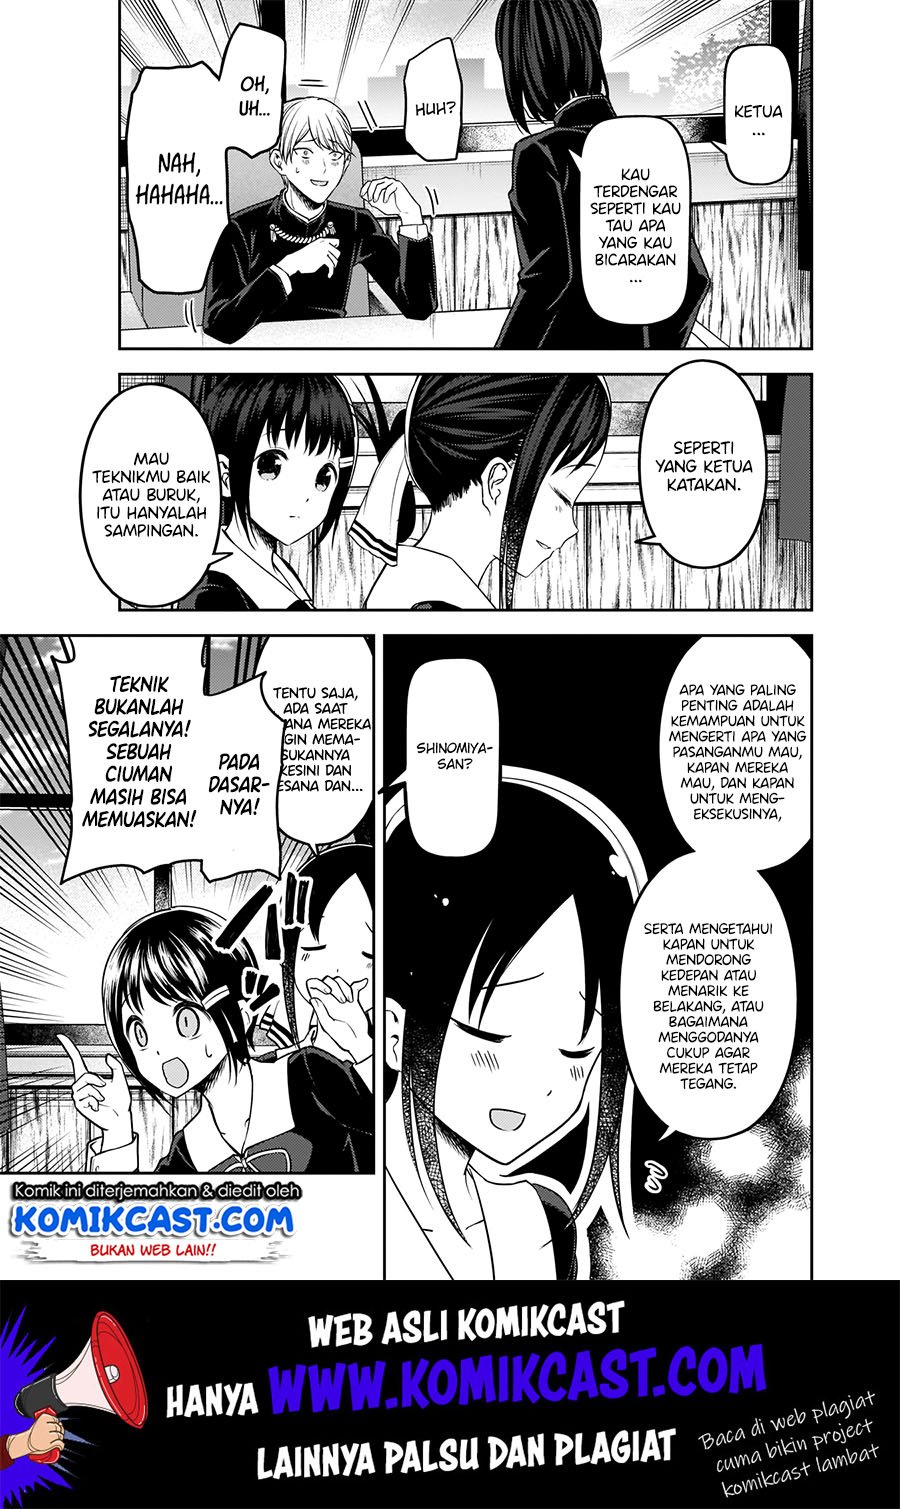 KETUA
...
KAU
TERDENGAR
SEPERTI KAU
TAU APA
YANG KAU
BICARAKAN
...
HUH?
OH,
UH...
NAH,
HAHAHA...
SEPERTI
YANG KETUA
KATAKAN.
MAU
TEKNIKMU BAIK
ATAU BURUK,
ITU HANYALAH
SAMPINGAN.
APA YANG PALING
PENTING ADALAH
KEMAMPUAN UNTUK
MENGERTI APA YANG
PASANGANMU MAU,
KAPAN MEREKA
MAU, DAN KAPAN
UNTUK MENG-
EKSEKUSINYA,
SERTA MENGETAHUI
KAPAN UNTUK
MENDORONG
KEDEPAN ATAU
MENARIK KE
BELAKANG, ATAU
BAGAIMANA
MENGGODANYA
CUKUP AGAR
MEREKA TETAP
TEGANG.
SHINOMIYA-
SAN?
TENTU SAJA,
ADA SAAT
ANA MEREKA
GIN MEMA-
SUKANNYA
KESINI DAN
ESANA DAN...
PADA
DASAR-
NYA!
TEKNIK
BUKANLAH
SEGALANYA!
SEBUAH
CIUMAN
MASIH BISA
MEMUASKAN!
Komik ini diterjemahkan & diedit oleh
KOMIKCAST.COM
BUKAN WEB LAIN!!
WEB ASLI KOMIKCAST
HANYA WWW.KOMIKCAST.COM
LAINNYA PALSU DAN PLAGIAT
Baca di web plagiat
cuma bikin project
komikcast lambat